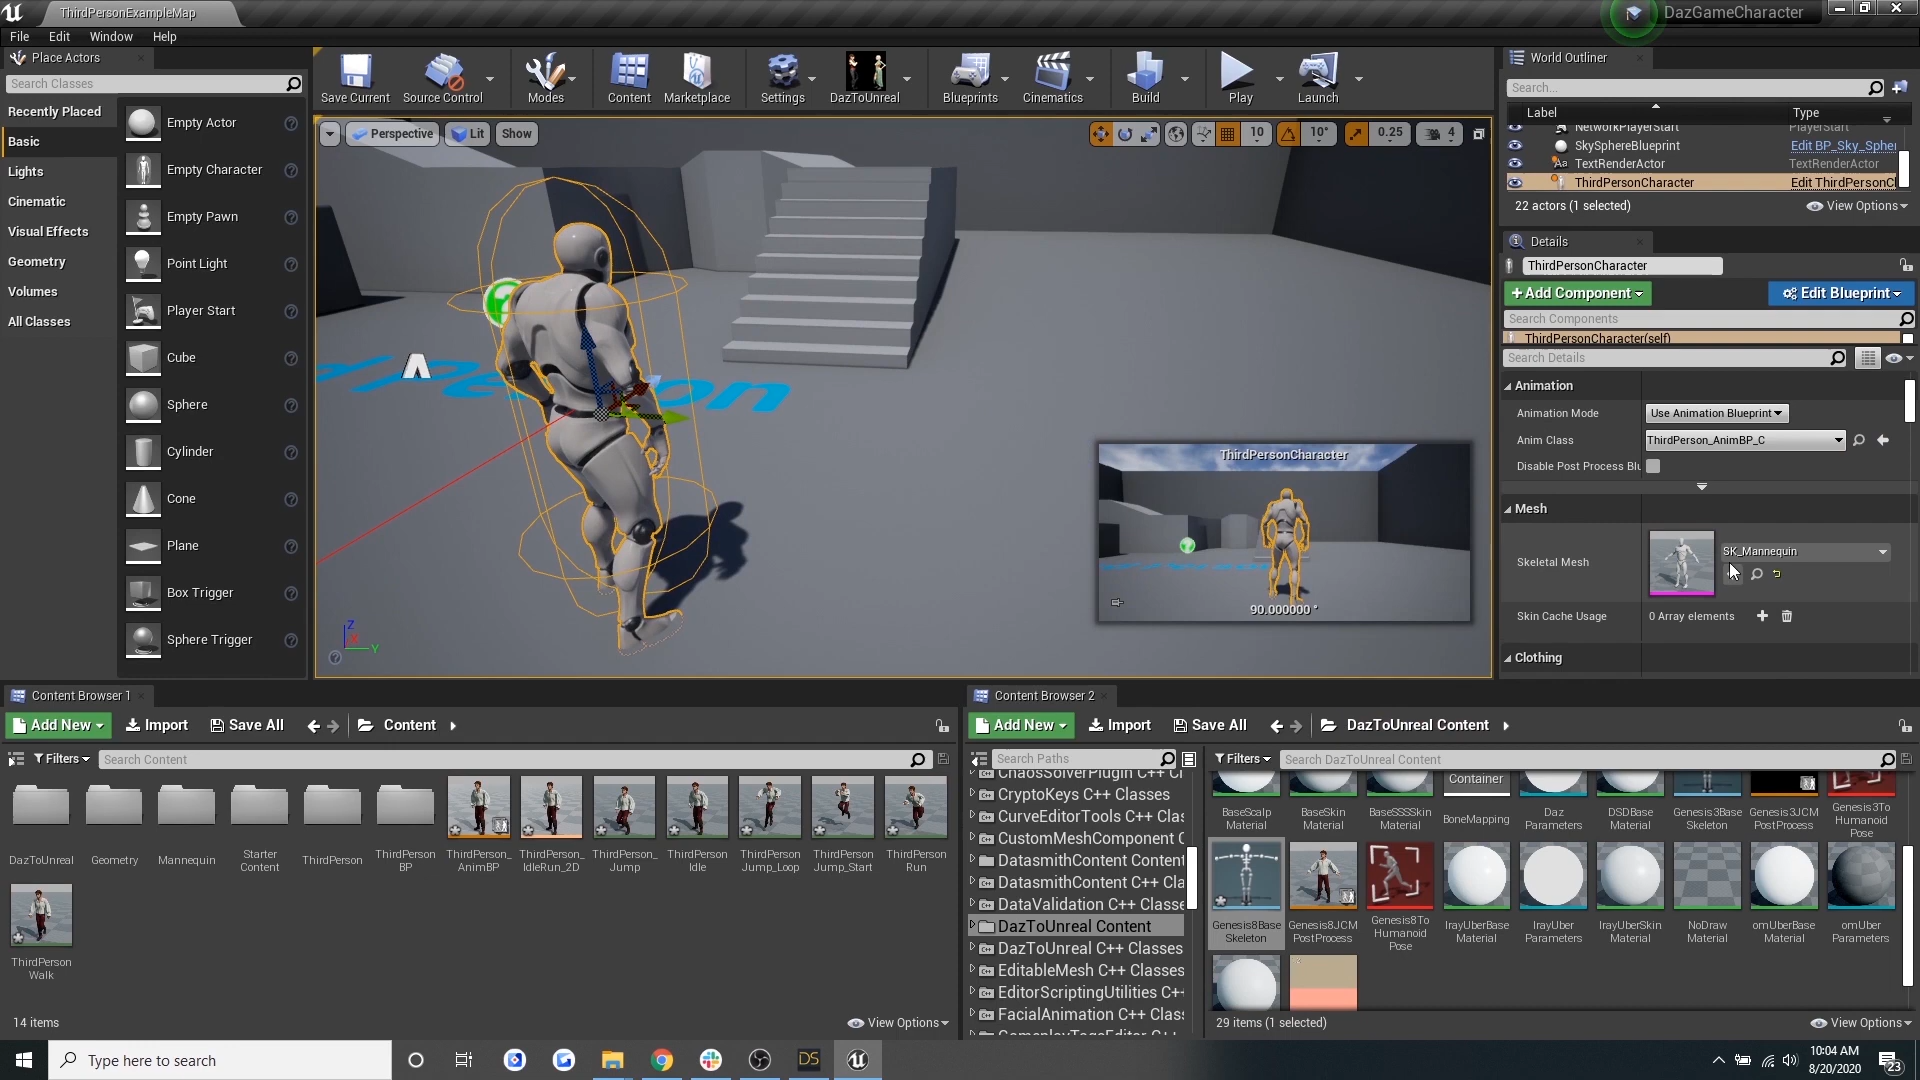 ThirdPersonExampleMap
DazGameCharacter
File Edit Window Help
Place Actors
Search Classes
Recently Placed
Basic
Lights
Cinematic
Visual Effects
Geometry
Volumes
All Classes
Empty Actor
Empty Character
Empty Pawn
Point Light
Player Start
Cube
Sphere
Cylinder
Cone
Plane
Box Trigger
Sphere Trigger
Save Current
Source Control
Modes
Content
Marketplace
Settings
DazToUnreal
Blueprints
Cinematics
Build
Play
Launch
Perspective
Lit
Show
10
10°
0.25
4
Z
Y
ThirdPersonCharacter
90.000000 °
World Outliner
Search...
Label Type
NetworkPlayerStart PlayerStart
SkySphereBlueprint Edit BP_Sky_Sphe
TextRenderActor TextRenderActor
ThirdPersonCharacter Edit ThirdPersonCl
22 actors (1 selected) View Options
Details
ThirdPersonCharacter
+Add Component Edit Blueprint
Search Components
ThirdPersonCharacter(self)
Search Details
Animation
Animation Mode Use Animation Blueprint
Anim Class ThirdPerson_AnimBP_C
Disable Post Process Blu
Mesh
Skeletal Mesh SK_Mannequin
Skin Cache Usage 0 Array elements
Clothing
Content Browser 1
Add New Import Save All Content
Filters Search Content
DazToUnreal
Geometry
Mannequin
Starter
Content
ThirdPerson
ThirdPerson
BP
ThirdPerson_
AnimBP
ThirdPerson_
IdleRun_2D
ThirdPerson_
Jump
ThirdPerson
Idle
ThirdPerson
Jump_Loop
ThirdPerson
Jump_Start
ThirdPerson
Run
ThirdPerson
Walk
14 items View Options
Content Browser 2
Add New Import Save All DazToUnreal Content
Search Paths
ChaosSolverPlugin C++ Cl
CryptoKeys C++ Classes
CurveEditorTools C++ Clas
CustomMeshComponent C
DatasmithContent Content
DatasmithContent C++ Cla
DataValidation C++ Classe
DazToUnreal Content
DazToUnreal C++ Classes
EditableMesh C++ Classes
EditorScriptingUtilities C++
FacialAnimation C++ Class
GameplayTagsEditor C++
Filters Search DazToUnreal Content
Container
BaseScalp
Material
BaseSkin
Material
BaseSSSSkin
Material
BoneMapping
Daz
Parameters
DSDBase
Material
Genesis3Base
Skeleton
Genesis3JCM
PostProcess
Genesis3To
Humanoid
Pose
Genesis8Base
Skeleton
Genesis8JCM
PostProcess
Genesis8To
Humanoid
Pose
IrayUberBase
Material
IrayUber
Parameters
IrayUberSkin
Material
NoDraw
Material
omUberBase
Material
omUber
Parameters
29 items (1 selected) View Options
Type here to search
DS
10:04 AM
8/20/2020
23